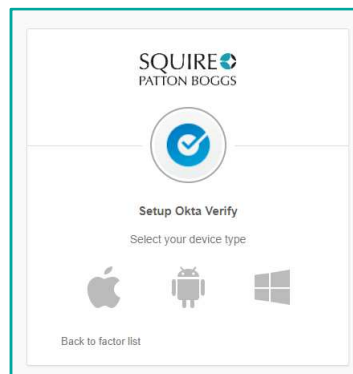 SQUIRE
PATTON BOGGS
Setup Okta Verify
Select your device type
Back to factor list